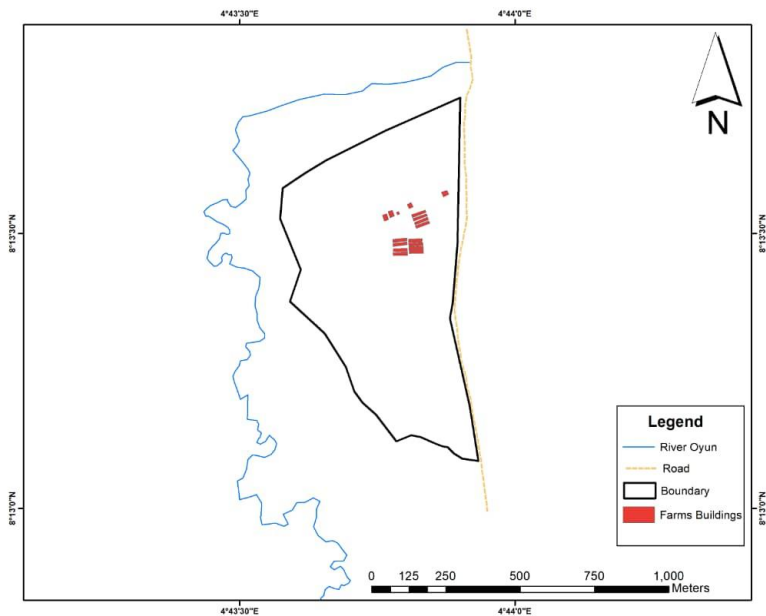 4°43'30"E 4°44'0"E
N
8°13'30"N 8°13'30"N
Legend
River Oyun
Road
Boundary
Farms Buildings
8°13'0"N 8°13'0"N
0 125 250 500 750 1,000
Meters
4°43'30"E 4°44'0"E